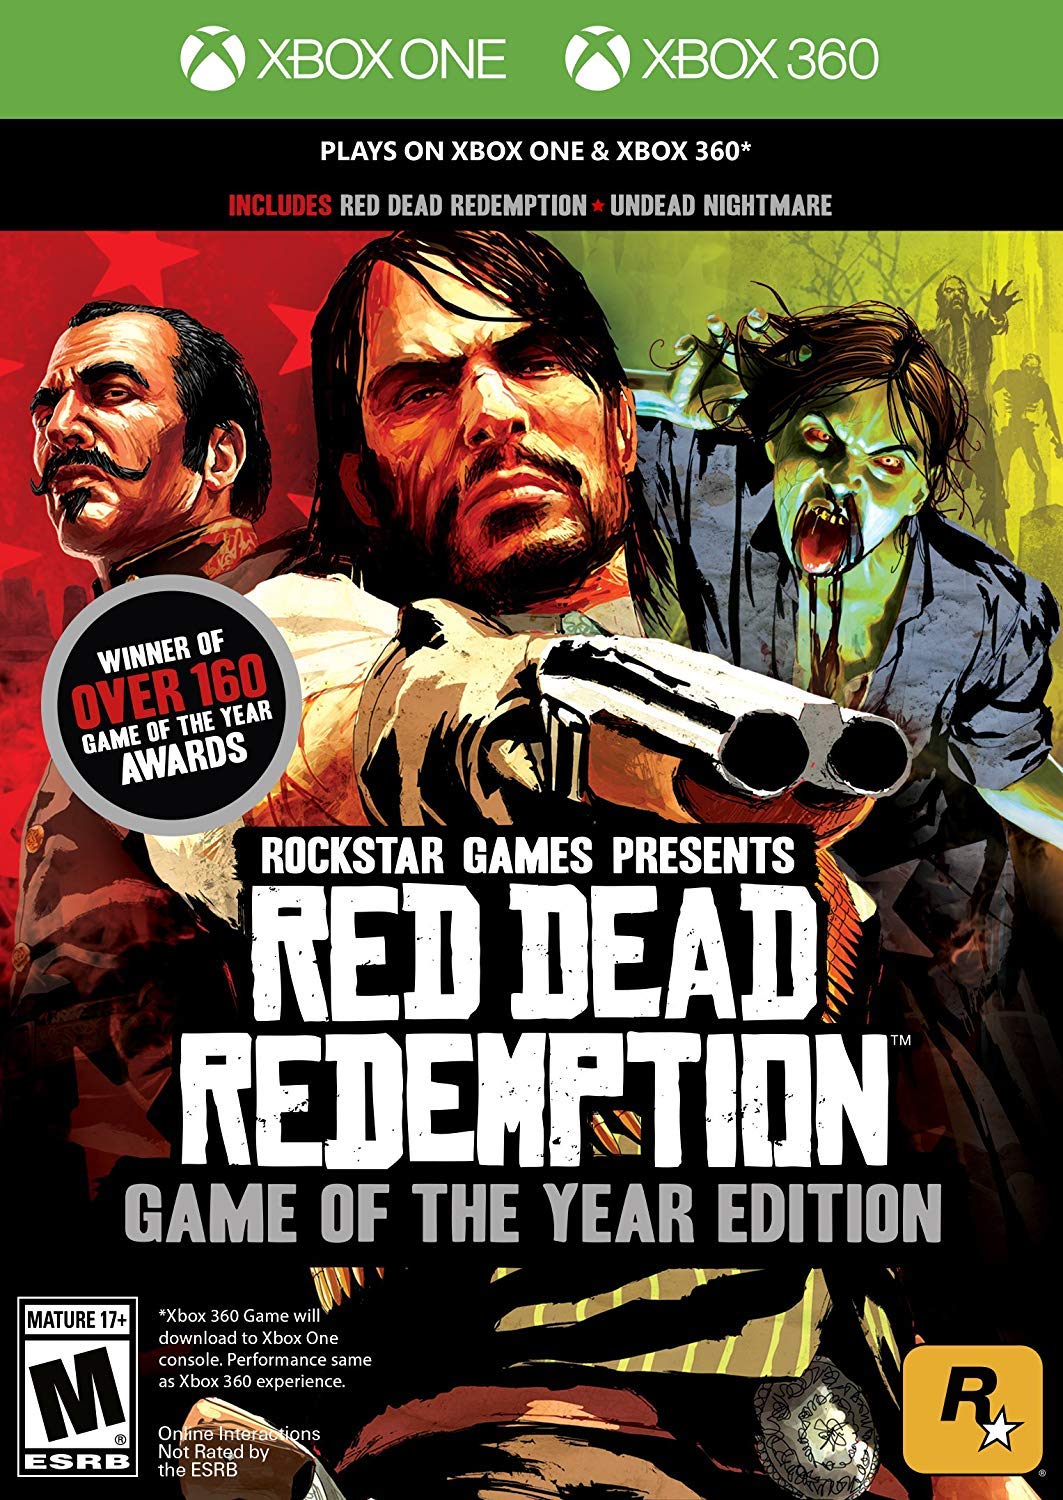 XBOX ONE XBOX 360
PLAYS ON XBOX ONE & XBOX 360*
INCLUDES RED DEAD REDEMPTION ★ UNDEAD NIGHTMARE
WINNER OF
OVER 160
GAME OF THE YEAR
AWARDS
ROCKSTAR GAMES PRESENTS
RED DEAD
REDEMPTION™
GAME OF THE YEAR EDITION
MATURE 17+
M®
ESRB
*Xbox 360 Game will
download to Xbox One
console. Performance same
as Xbox 360 experience.
Online Interactions
Not Rated by
the ESRB
R★
®